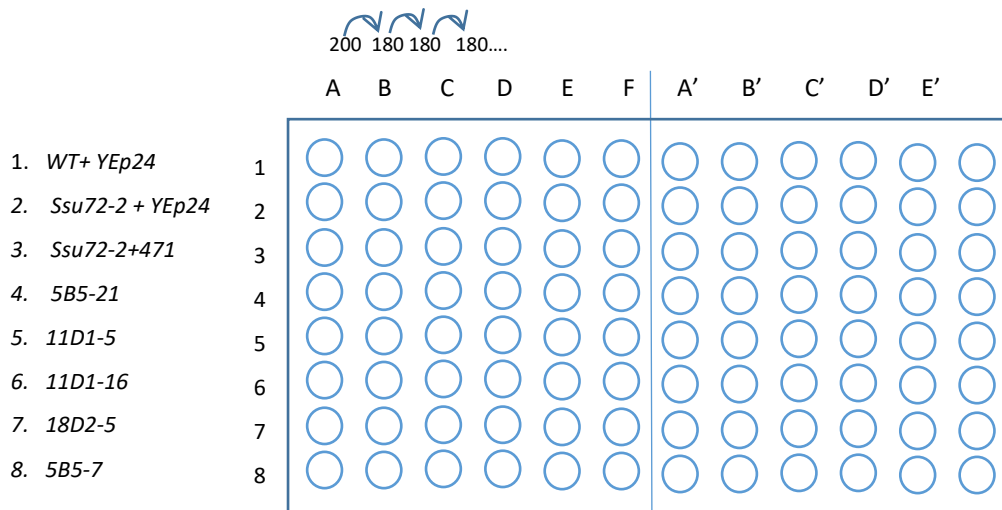 200 180 180 180....
A B C D E F A’ B’ C’ D’ E’
1. WT+ YEp24 1
2. Ssu72-2 + YEp24 2
3. Ssu72-2+471 3
4. 5B5-21 4
5. 11D1-5 5
6. 11D1-16 6
7. 18D2-5 7
8. 5B5-7 8